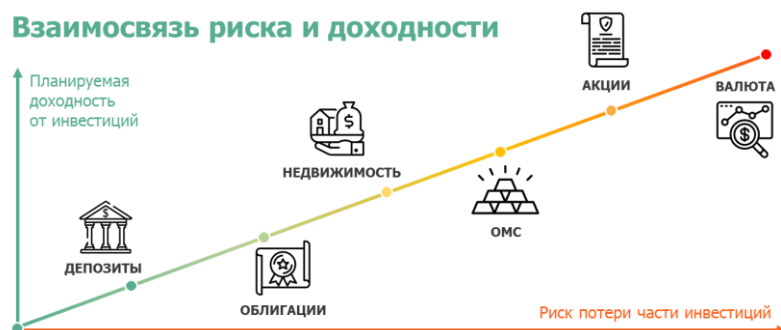 Взаимосвязь риска и доходности
Планируемая
доходность
от инвестиций
ДЕПОЗИТЫ
ОБЛИГАЦИИ
НЕДВИЖИМОСТЬ
ОМС
АКЦИИ
ВАЛЮТА
Риск потери части инвестиций